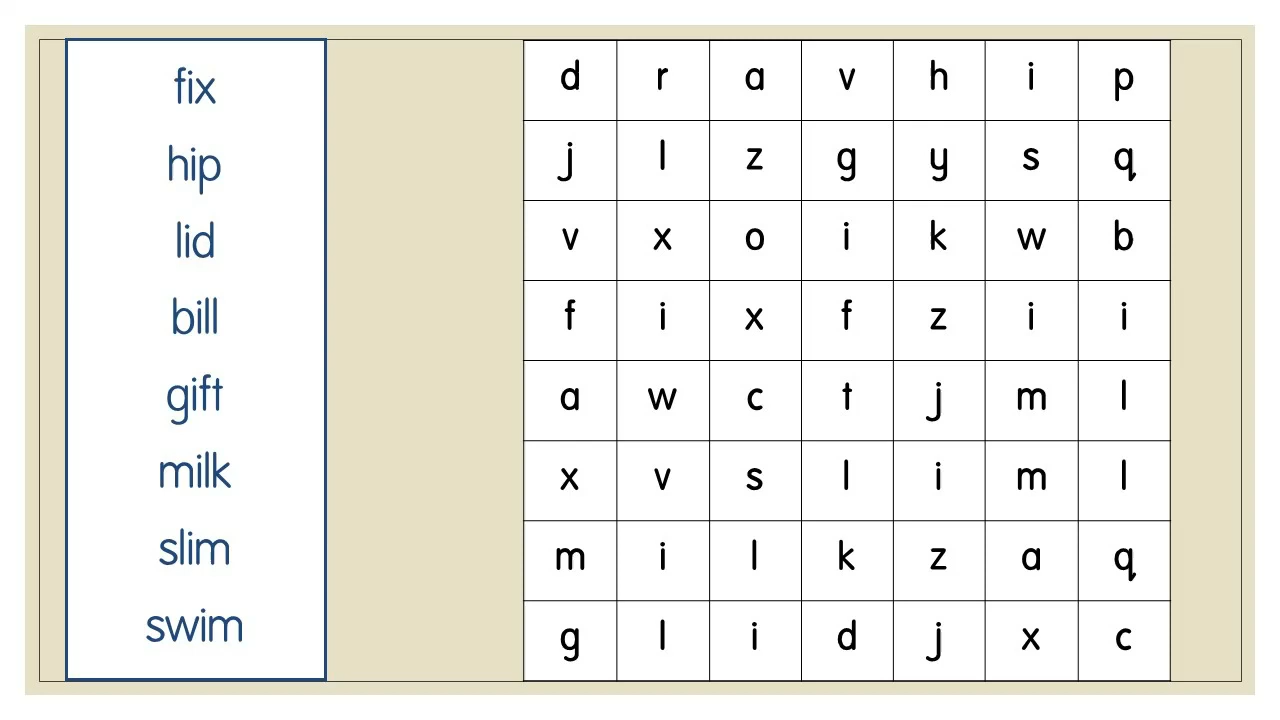 fix
hip
lid
bill
gift
milk
slim
swim
d r a v h i p
j l z g y s q
v x o i k w b
f i x f z i i
a w c t j m l
x v s l i m l
m i l k z a q
g l i d j x c